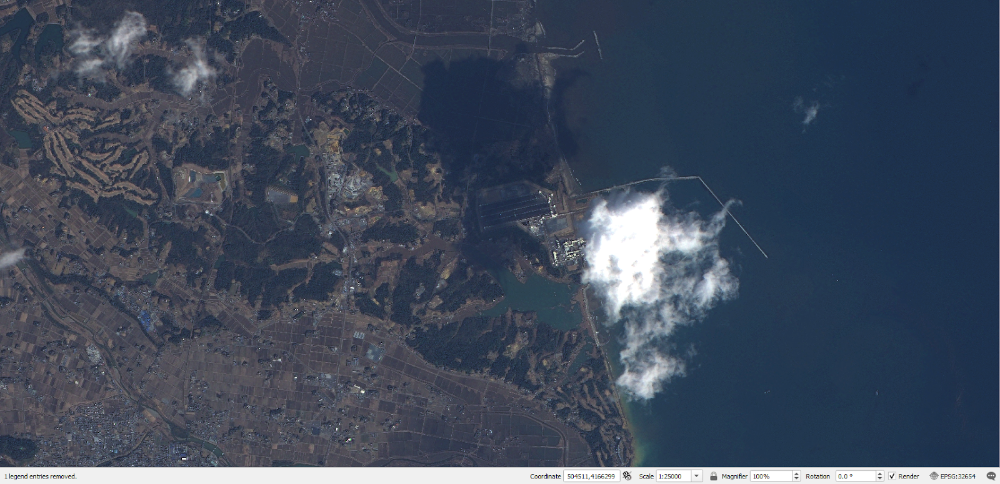 1 legend entries removed. Coordinate 504511,4166299 Scale 1:25000 Magnifier 100% Rotation 0.0 ° Render EPSG:32654